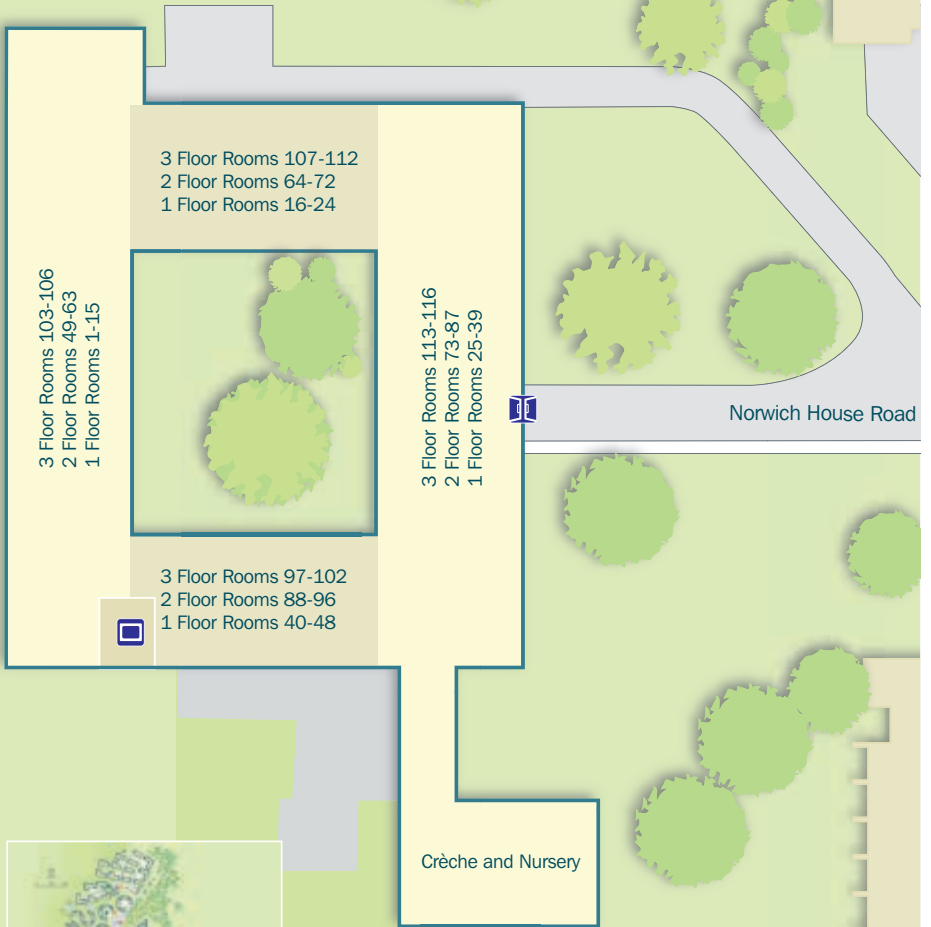 3 Floor Rooms 107-112
2 Floor Rooms 64-72
1 Floor Rooms 16-24
3 Floor Rooms 103-106
2 Floor Rooms 49-63
1 Floor Rooms 1-15
3 Floor Rooms 113-116
2 Floor Rooms 73-87
1 Floor Rooms 25-39
Norwich House Road
3 Floor Rooms 97-102
2 Floor Rooms 88-96
1 Floor Rooms 40-48
Crèche and Nursery